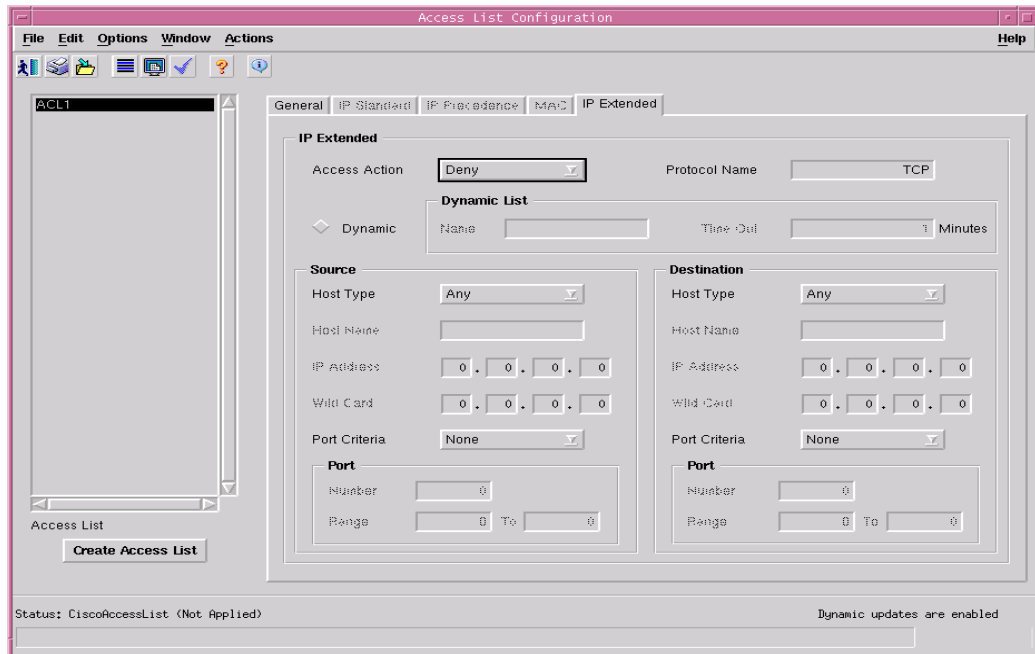 Access List Configuration
File Edit Options Window Actions Help
ACL1
General IP Standard IP Precedence MAC IP Extended
IP Extended
Access Action Deny Protocol Name TCP
Dynamic List
Dynamic Name Time Out 1 Minutes
Source Destination
Host Type Any Host Type Any
Host Name Host Name
IP Address 0 . 0 . 0 . 0 IP Address 0 . 0 . 0 . 0
Wild Card 0 . 0 . 0 . 0 Wild Card 0 . 0 . 0 . 0
Port Criteria None Port Criteria None
Port Port
Number 0 Number 0
Range 0 To 0 Range 0 To 0
Access List
Create Access List
Status: CiscoAccessList (Not Applied) Dynamic updates are enabled